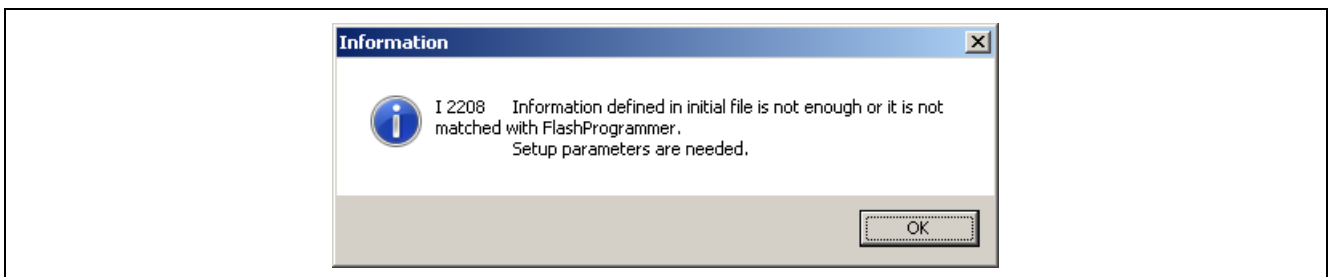 Information
I 2208 Information defined in initial file is not enough or it is not
matched with FlashProgrammer.
Setup parameters are needed.
OK